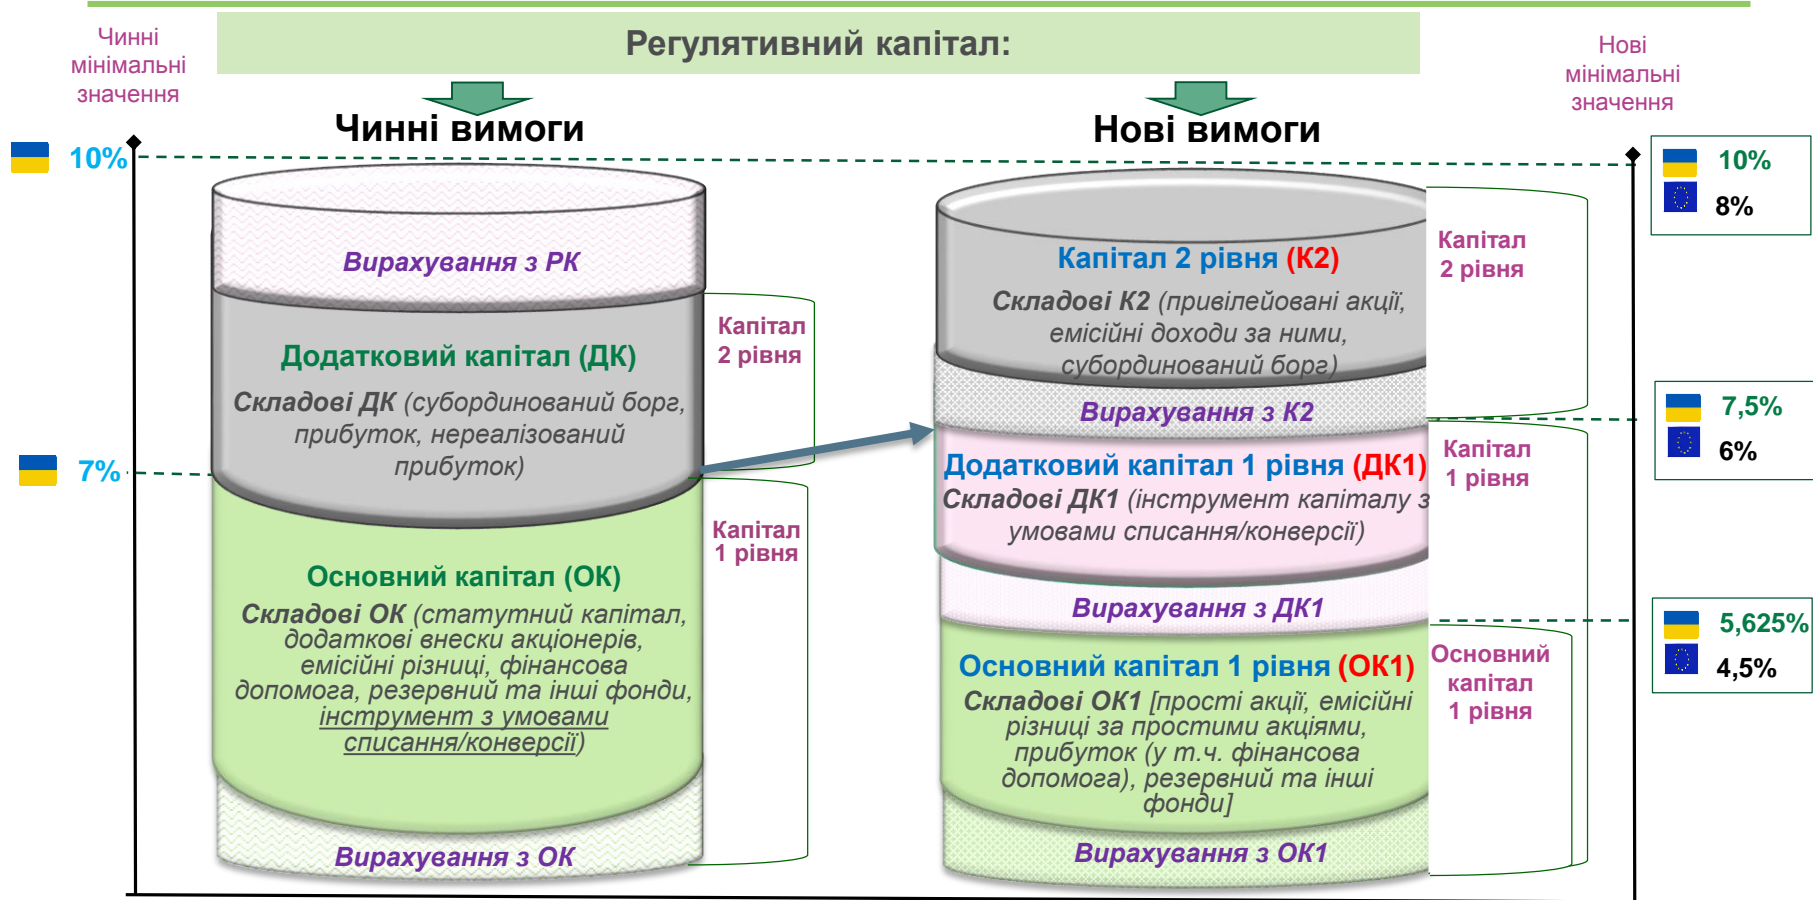 Регулятивний капітал:
Чинні
мінімальні
значення
Нові
мінімальні
значення
Чинні вимоги
Нові вимоги
10%
7%
Вирахування з РК
Додатковий капітал (ДК)
Складові ДК (субординований борг,
прибуток, нереалізований
прибуток)
Основний капітал (ОК)
Складові ОК (статутний капітал,
додаткові внески акціонерів,
емісійні різниці, фінансова
допомога, резервний та інші фонди,
інструмент з умовами
списання/конверсії)
Вирахування з ОК
Капітал
2 рівня
Капітал
1 рівня
Капітал 2 рівня (К2)
Складові К2 (привілейовані акції,
емісійні доходи за ними,
субординований борг)
Вирахування з К2
Додатковий капітал 1 рівня (ДК1)
Складові ДК1 (інструмент капіталу з
умовами списання/конверсії)
Вирахування з ДК1
Основний капітал 1 рівня (ОК1)
Складові ОК1 [прості акції, емісійні
різниці за простими акціями,
прибуток (у т.ч. фінансова
допомога), резервний та інші
фонди]
Вирахування з ОК1
Капітал
2 рівня
Капітал
1 рівня
Основний
капітал
1 рівня
10%
8%
7,5%
6%
5,625%
4,5%